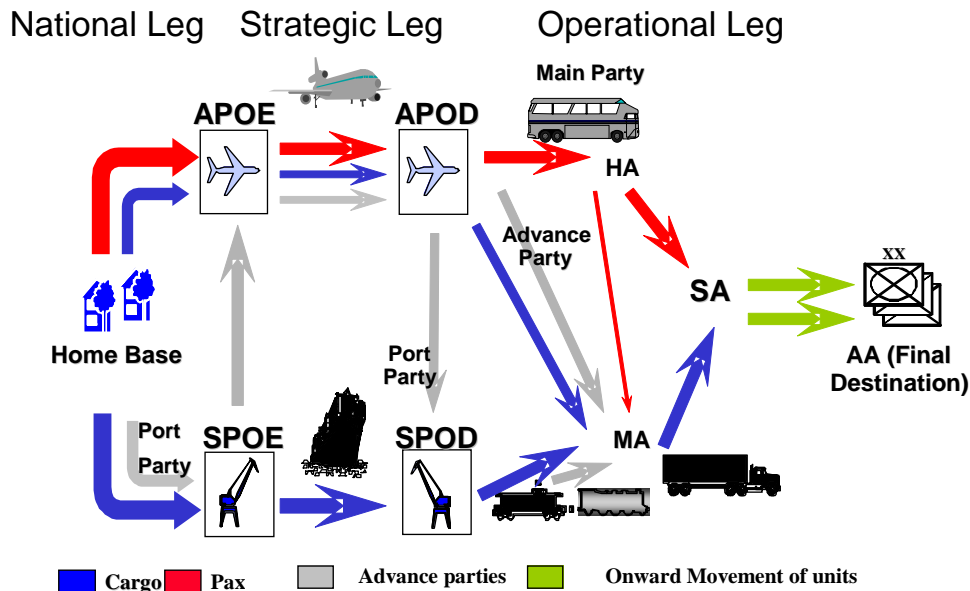 National Leg Strategic Leg Operational Leg
Main Party
APOE APOD
HA
Advance
Party
xx
SA
Home Base
Port
Party
AA (Final
Destination)
Port
Party
SPOE SPOD
MA
Cargo Pax Advance parties Onward Movement of units